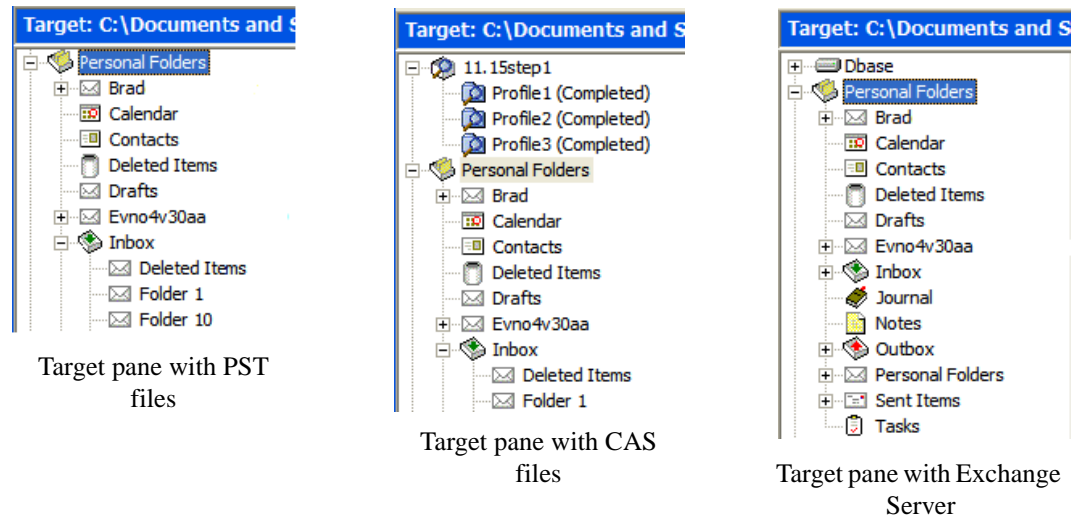 Target: C:\Documents and S
Personal Folders
Brad
Calendar
Contacts
Deleted Items
Drafts
Evno4v30aa
Inbox
Deleted Items
Folder 1
Folder 10
Target pane with PST
files
Target: C:\Documents and S
11.15step1
Profile1 (Completed)
Profile2 (Completed)
Profile3 (Completed)
Personal Folders
Brad
Calendar
Contacts
Deleted Items
Drafts
Evno4v30aa
Inbox
Deleted Items
Folder 1
Target pane with CAS
files
Target: C:\Documents and S
Dbase
Personal Folders
Brad
Calendar
Contacts
Deleted Items
Drafts
Evno4v30aa
Inbox
Journal
Notes
Outbox
Personal Folders
Sent Items
Tasks
Target pane with Exchange
Server